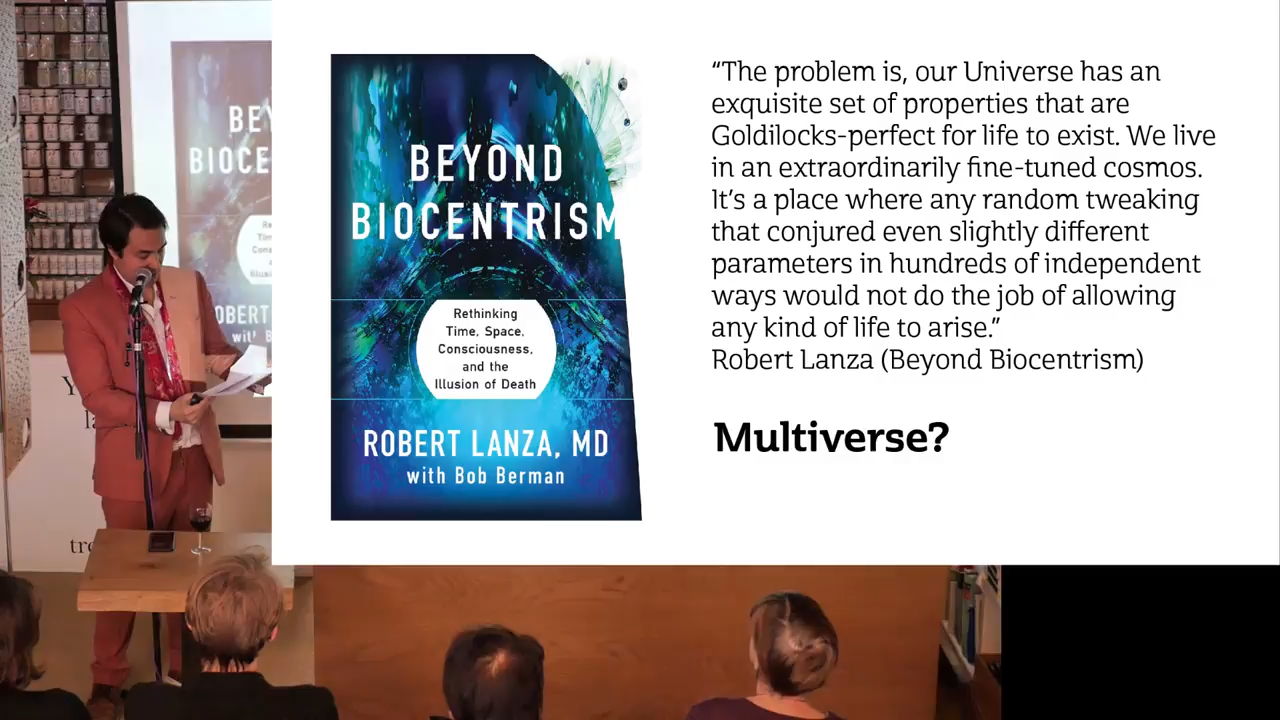 BEYOND
BIOCENTRISM
Rethinking
Time, Space,
Consciousness,
and the
Illusion of Death
ROBERT LANZA, MD
with Bob Berman
“The problem is, our Universe has an
exquisite set of properties that are
Goldilocks-perfect for life to exist. We live
in an extraordinarily fine-tuned cosmos.
It’s a place where any random tweaking
that conjured even slightly different
parameters in hundreds of independent
ways would not do the job of allowing
any kind of life to arise.”
Robert Lanza (Beyond Biocentrism)
Multiverse?